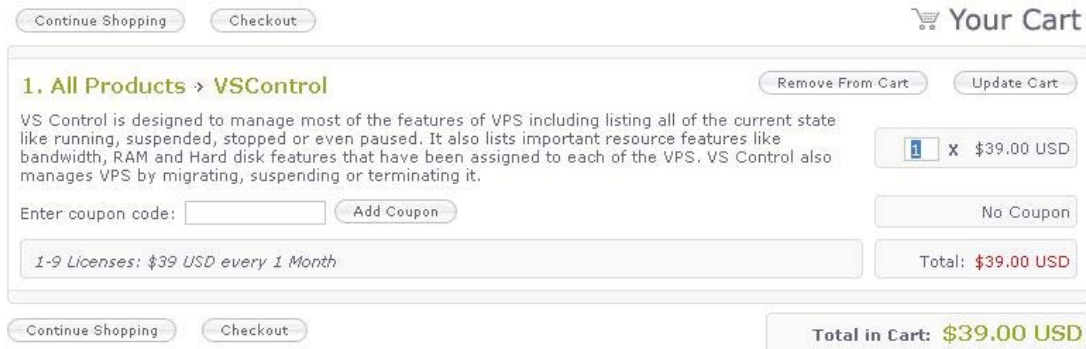 Continue Shopping Checkout Your Cart
1. All Products › VSControl Remove From Cart Update Cart
VS Control is designed to manage most of the features of VPS including listing all of the current state
like running, suspended, stopped or even paused. It also lists important resource features like
bandwidth, RAM and Hard disk features that have been assigned to each of the VPS. VS Control also
manages VPS by migrating, suspending or terminating it.
1 x $39.00 USD
Enter coupon code: Add Coupon No Coupon
1-9 Licenses: $39 USD every 1 Month Total: $39.00 USD
Continue Shopping Checkout Total in Cart: $39.00 USD